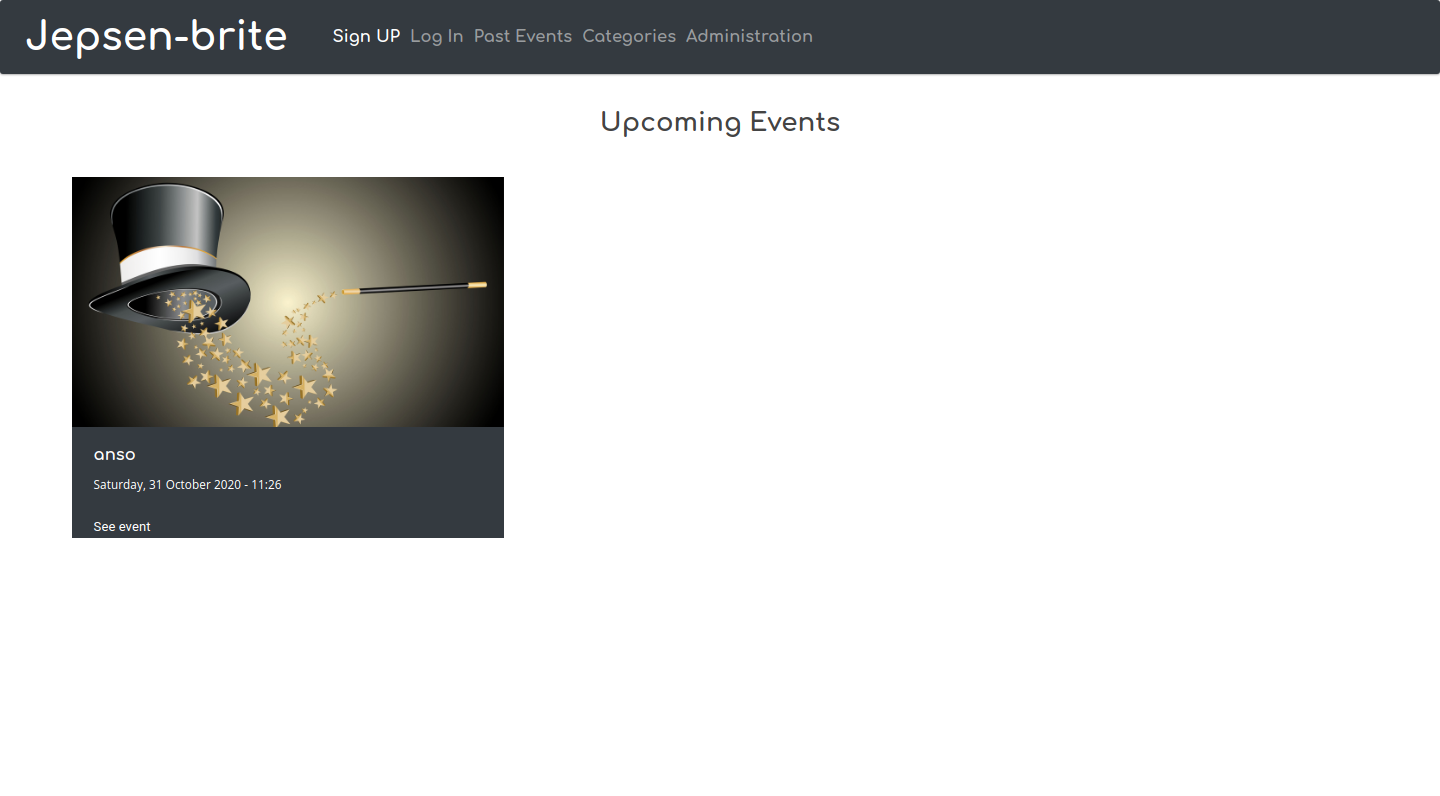 Jepsen-brite
Sign UP Log In Past Events Categories Administration
Upcoming Events
anso
Saturday, 31 October 2020 - 11:26
See event